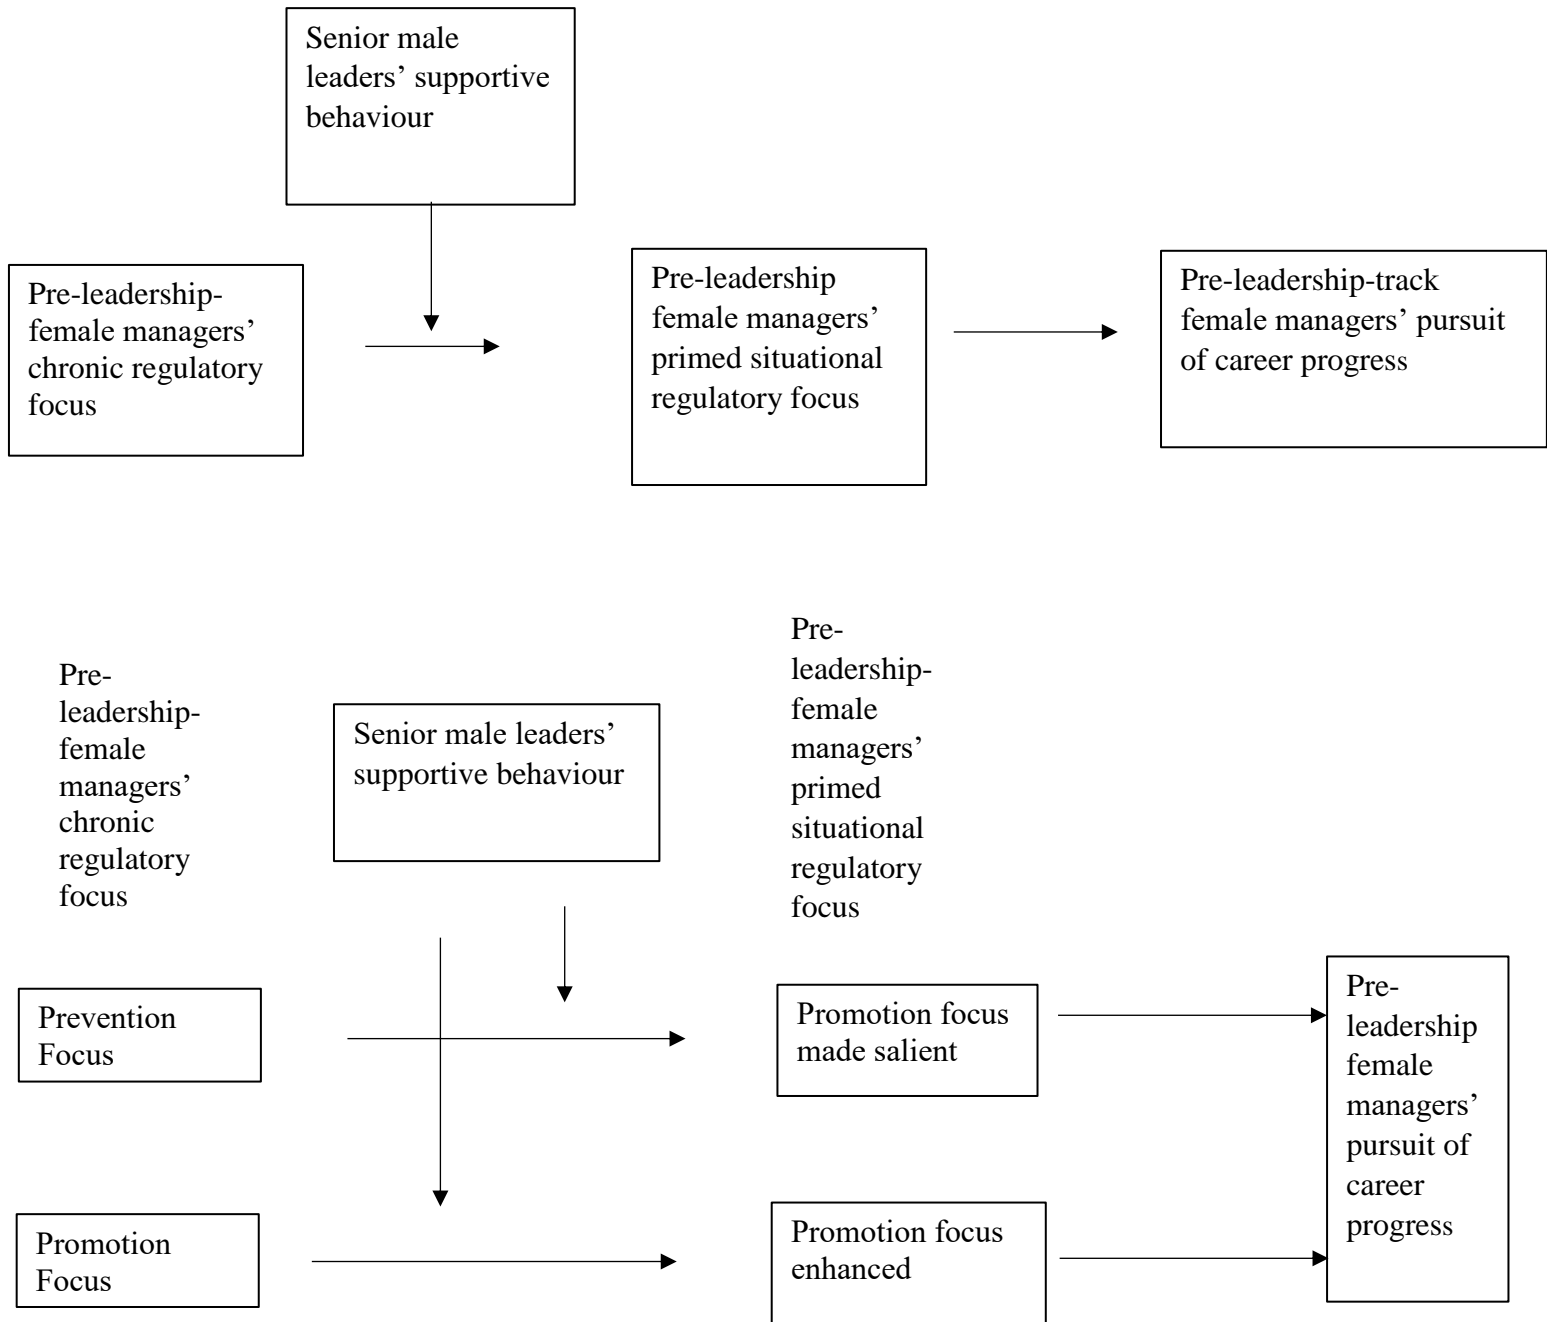 Senior male
leaders’ supportive
behaviour
Pre-leadership-
female managers’
chronic regulatory
focus
Pre-leadership
female managers’
primed situational
regulatory focus
Pre-leadership-track
female managers’ pursuit
of career progress
Pre-
leadership-
female
managers’
chronic
regulatory
focus
Senior male leaders’
supportive behaviour
Pre-
leadership-
female
managers’
primed
situational
regulatory
focus
Prevention
Focus
Promotion focus
made salient
Pre-
leadership
female
managers’
pursuit of
career
progress
Promotion
Focus
Promotion focus
enhanced